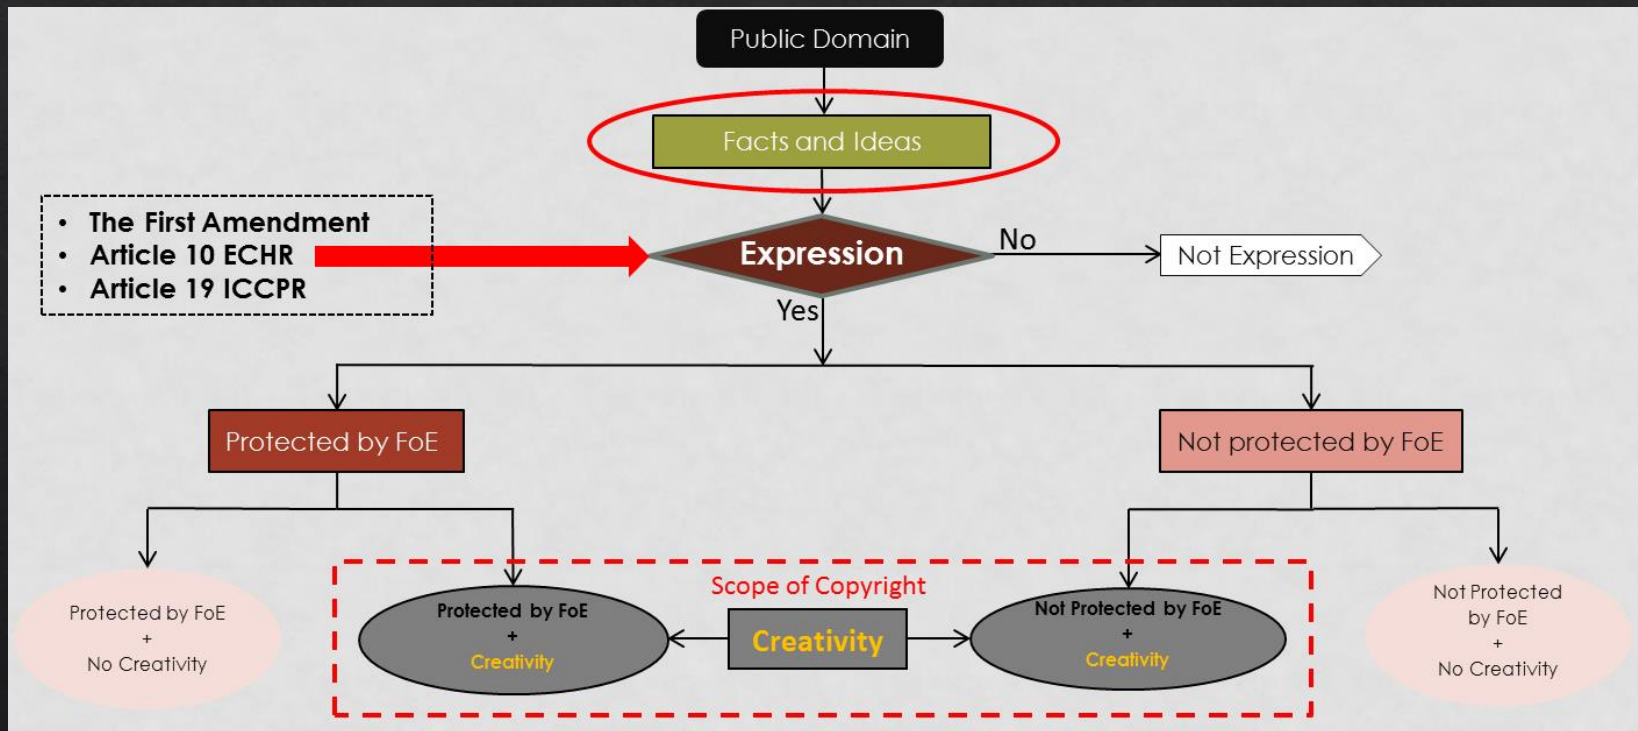 Public Domain
Facts and Ideas
• The First Amendment
• Article 10 ECHR
• Article 19 ICCPR
Expression
No
Not Expression
Yes
Protected by FoE
Not protected by FoE
Scope of Copyright
Protected by FoE
+
No Creativity
Protected by FoE
+
Creativity
Creativity
Not Protected by FoE
+
Creativity
Not Protected
by FoE
+
No Creativity